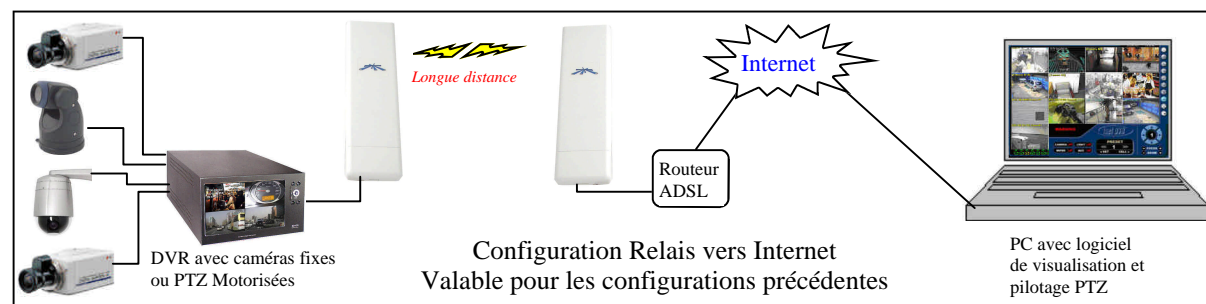 Longue distance
Internet
Routeur
ADSL
DVR avec caméras fixes
ou PTZ Motorisées
Configuration Relais vers Internet
Valable pour les configurations précédentes
PC avec logiciel
de visualisation et
pilotage PTZ